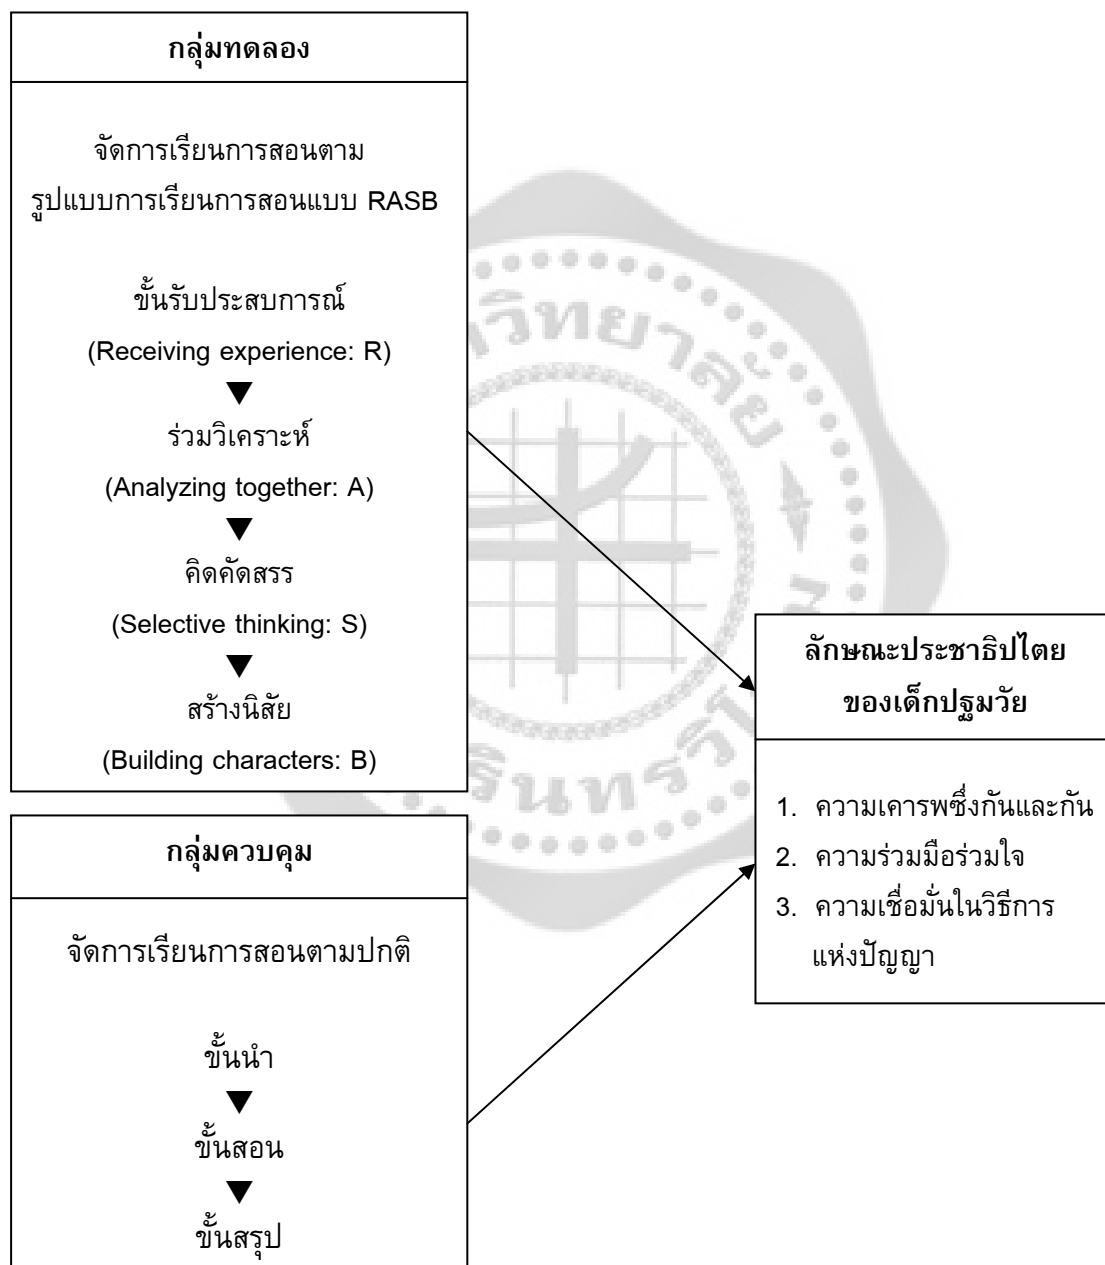 กลุ่มทดลอง
จัดการเรียนการสอนตาม
รูปแบบการเรียนการสอนแบบ RASB
ขั้นรับประสบการณ์
(Receiving experience: R)
ร่วมวิเคราะห์
(Analyzing together: A)
คิดคัดสรร
(Selective thinking: S)
สร้างนิสัย
(Building characters: B)
กลุ่มควบคุม
จัดการเรียนการสอนตามปกติ
ขั้นนำ
ขั้นสอน
ขั้นสรุป
ลักษณะประชาธิปไตย
ของเด็กปฐมวัย
1. ความเคารพซึ่งกันและกัน
2. ความร่วมมือร่วมใจ
3. ความเชื่อมั่นในวิธีการ
แห่งปัญญา